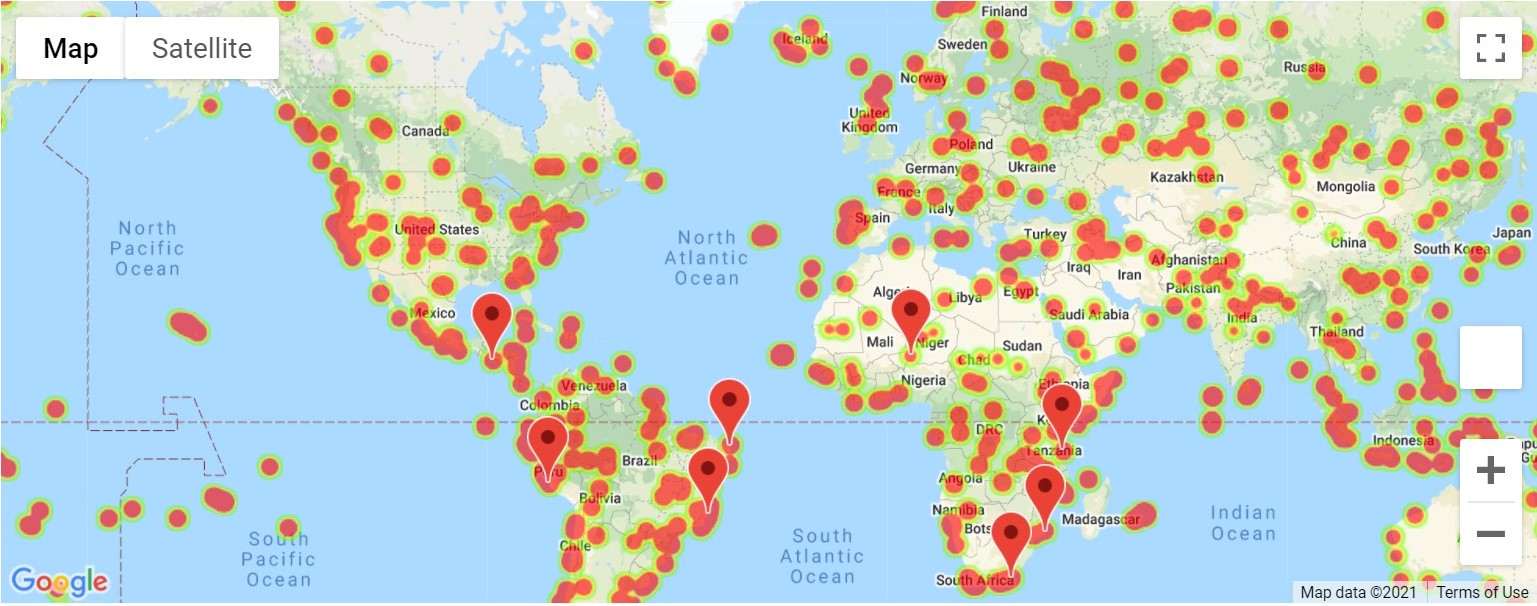 Map
Satellite
Finland
Iceland
Sweden
Norway
Russia
United
Kingdom
Canada
Poland
Germany
Ukraine
Kazakhstan
France
Mongolia
Italy
Spain
North
Pacific
Ocean
United States
North
Atlantic
Ocean
Turkey
China
Japan
South Korea
Iraq
Iran
Afghanistan
Pakistan
Libya
Egypt
Mexico
Saudi Arabia
India
Mali
Niger
Sudan
Thailand
Chad
Nigeria
Ethiopia
Venezuela
Colombia
DRC
Indonesia
Tanzania
Brazil
Peru
Angola
Bolivia
Namibia
Madagascar
Bots
Indian
Ocean
South
Pacific
Ocean
Chile
South
Atlantic
Ocean
South Africa
Google
Map data ©2021
Terms of Use